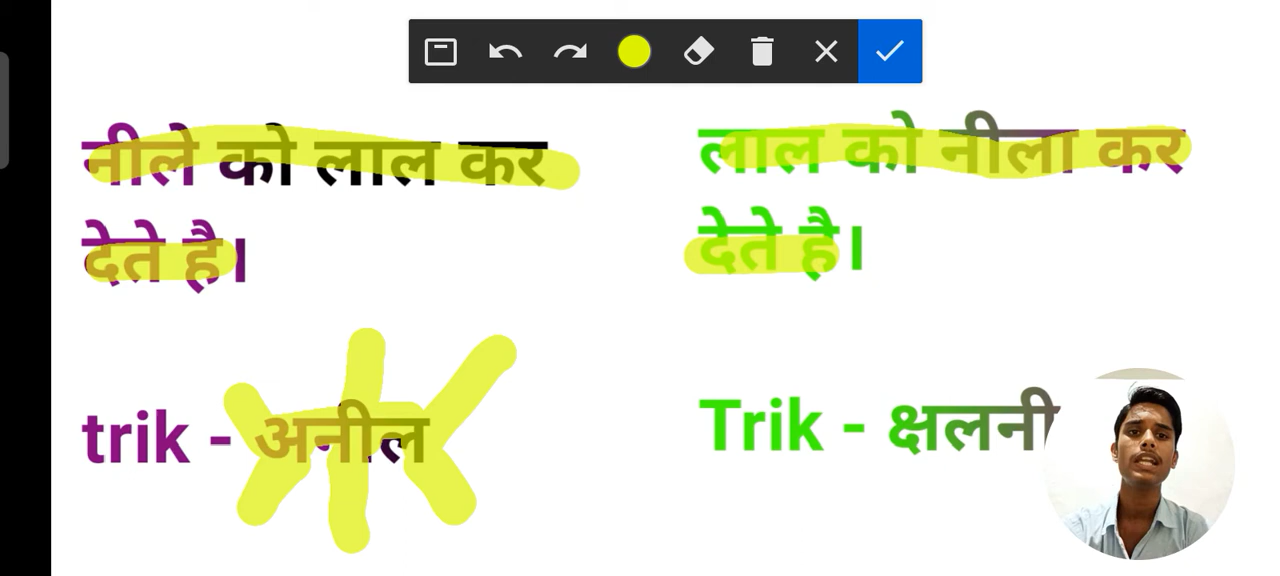 नीले को लाल कर
देते है।
trik - अनील
लाल को नीला कर
देते है।
Trik - क्षलनी